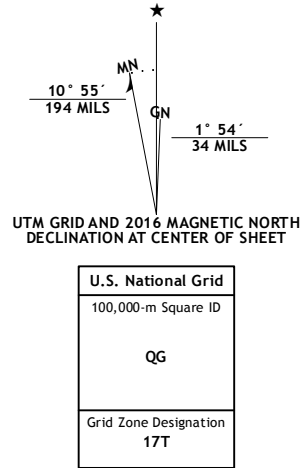 ★
MN
10° 55´
194 MILS
GN
1° 54´
34 MILS
UTM GRID AND 2016 MAGNETIC NORTH
DECLINATION AT CENTER OF SHEET
U.S. National Grid
100,000-m Square ID
QG
Grid Zone Designation
17T